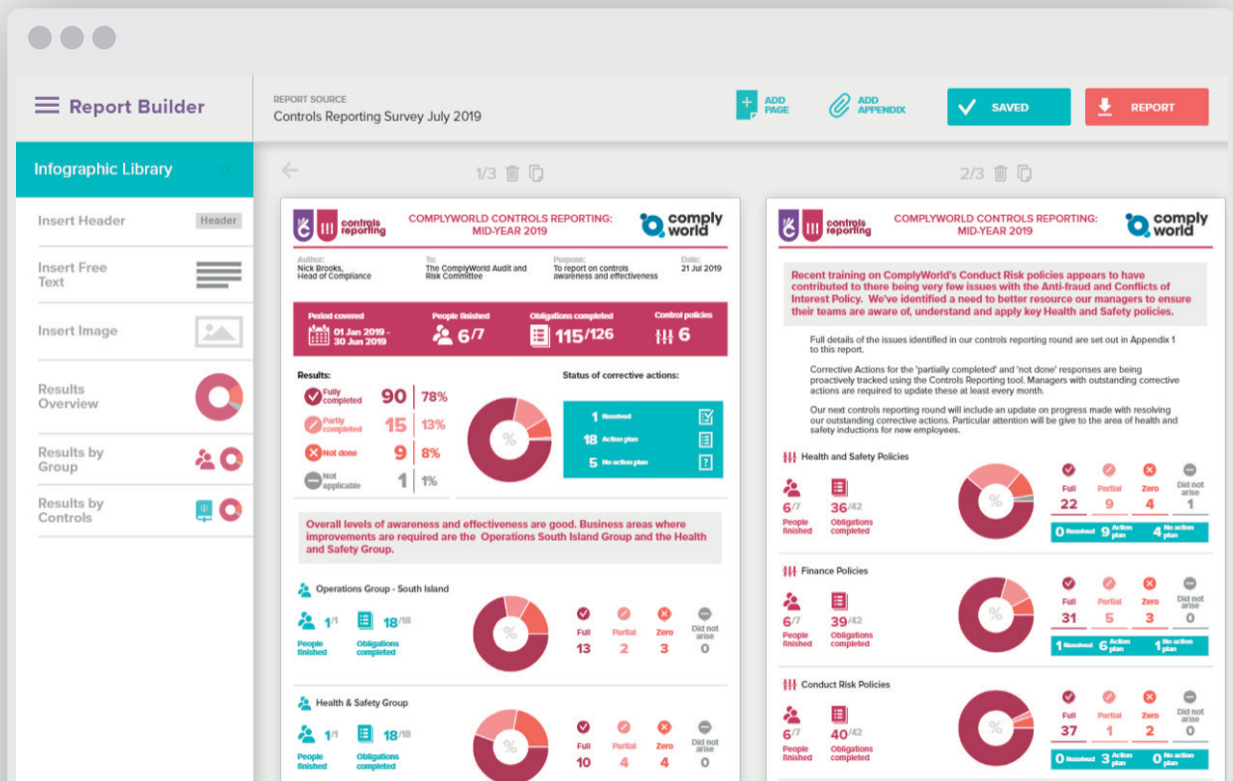 Report Builder
REPORT SOURCE
Controls Reporting Survey July 2019
ADD
PAGE
ADD
APPENDIX
SAVED
REPORT
Infographic Library
Insert Header
Header
Insert Free
Text
Insert Image
Results
Overview
Results by
Group
Results by
Controls
1/3
controls
reporting
COMPLYWORLD CONTROLS REPORTING:
MID-YEAR 2019
comply
world
Author:
Nick Brooks,
Head of Compliance
To:
The ComplyWorld Audit and
Risk Committee
Purpose:
To report on controls
awareness and effectiveness
Date:
21 Jul 2019
Period covered
01 Jan 2019 -
30 Jun 2019
People finished
6/7
Obligations completed
115/126
Control policies
6
Results:
Fully
completed
90
78%
Partly
completed
15
13%
Not done
9
8%
Not
applicable
1
1%
%
Status of corrective actions:
1 Resolved
18 Action plan
5 No action plan
?
Overall levels of awareness and effectiveness are good. Business areas where
improvements are required are the Operations South Island Group and the Health
and Safety Group.
Operations Group - South Island
1/1
18/18
People
finished
Obligations
completed
%
Full
13
Partial
2
Zero
3
Did not
arise
0
Health & Safety Group
1/1
18/18
People
finished
Obligations
completed
%
Full
10
Partial
4
Zero
4
Did not
arise
0
2/3
controls
reporting
COMPLYWORLD CONTROLS REPORTING:
MID-YEAR 2019
comply
world
Recent training on ComplyWorld's Conduct Risk policies appears to have
contributed to there being very few issues with the Anti-fraud and Conflicts of
Interest Policy. We've identified a need to better resource our managers to ensure
their teams are aware of, understand and apply key Health and Safety policies.
Full details of the issues identified in our controls reporting round are set out in Appendix 1
to this report.
Corrective Actions for the 'partially completed' and 'not done' responses are being
proactively tracked using the Controls Reporting tool. Managers with outstanding corrective
actions are required to update these at least every month.
Our next controls reporting round will include an update on progress made with resolving
our outstanding corrective actions. Particular attention will be give to the area of health and
safety inductions for new employees.
Health and Safety Policies
6/7
36/42
People
finished
Obligations
completed
%
Full
22
Partial
9
Zero
4
Did not
arise
1
0 Resolved
9 Action
plan
4 No action
plan
Finance Policies
6/7
39/42
People
finished
Obligations
completed
%
Full
31
Partial
5
Zero
3
Did not
arise
0
1 Resolved
6 Action
plan
1 No action
plan
Conduct Risk Policies
6/7
40/42
People
finished
Obligations
completed
%
Full
37
Partial
1
Zero
2
Did not
arise
0
0 Resolved
3 Action
plan
0 No action
plan